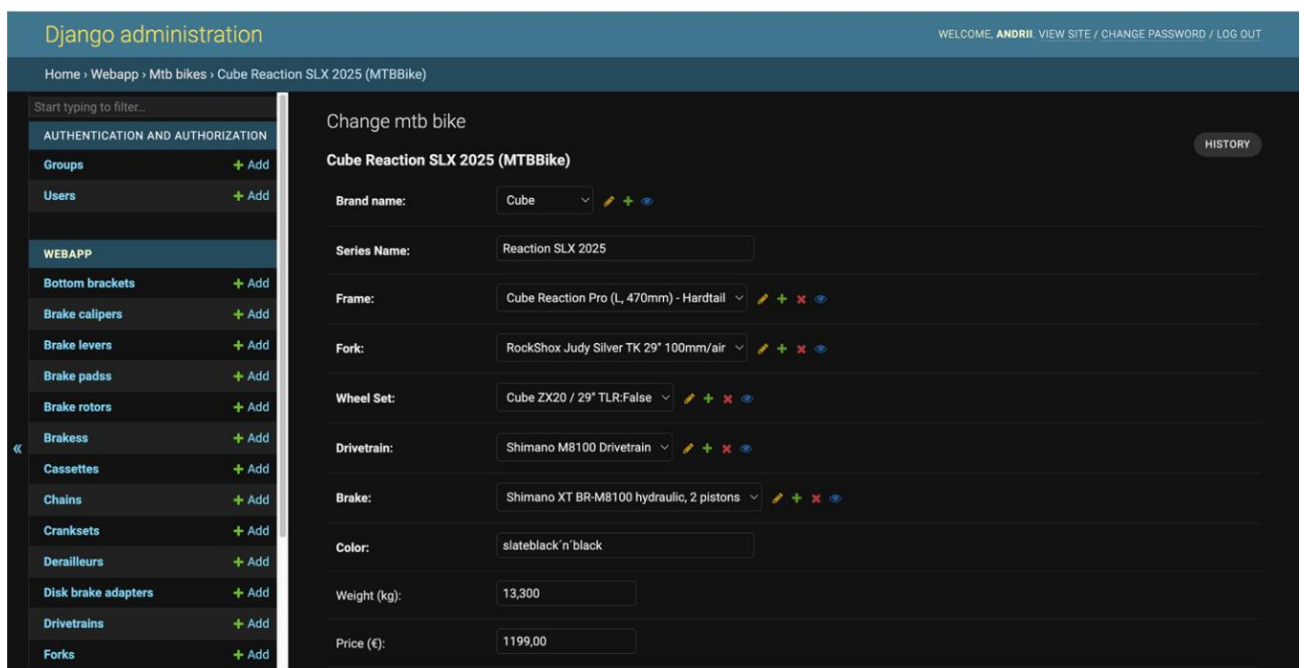 Django administration
WELCOME, ANDRII. VIEW SITE / CHANGE PASSWORD / LOG OUT
Home › Webapp › Mtb bikes › Cube Reaction SLX 2025 (MTBBike)
Start typing to filter...
AUTHENTICATION AND AUTHORIZATION
Groups + Add
Users + Add
WEBAPP
Bottom brackets + Add
Brake calipers + Add
Brake levers + Add
Brake padss + Add
Brake rotors + Add
Brakess + Add
Cassettes + Add
Chains + Add
Cranksets + Add
Derailleurs + Add
Disk brake adapters + Add
Drivetrains + Add
Forks + Add
«
Change mtb bike
HISTORY
Cube Reaction SLX 2025 (MTBBike)
Brand name: Cube
Series Name: Reaction SLX 2025
Frame: Cube Reaction Pro (L, 470mm) - Hardtail
Fork: RockShox Judy Silver TK 29" 100mm/air
Wheel Set: Cube ZX20 / 29" TLR:False
Drivetrain: Shimano M8100 Drivetrain
Brake: Shimano XT BR-M8100 hydraulic, 2 pistons
Color: slateblack´n´black
Weight (kg): 13,300
Price (€): 1199,00